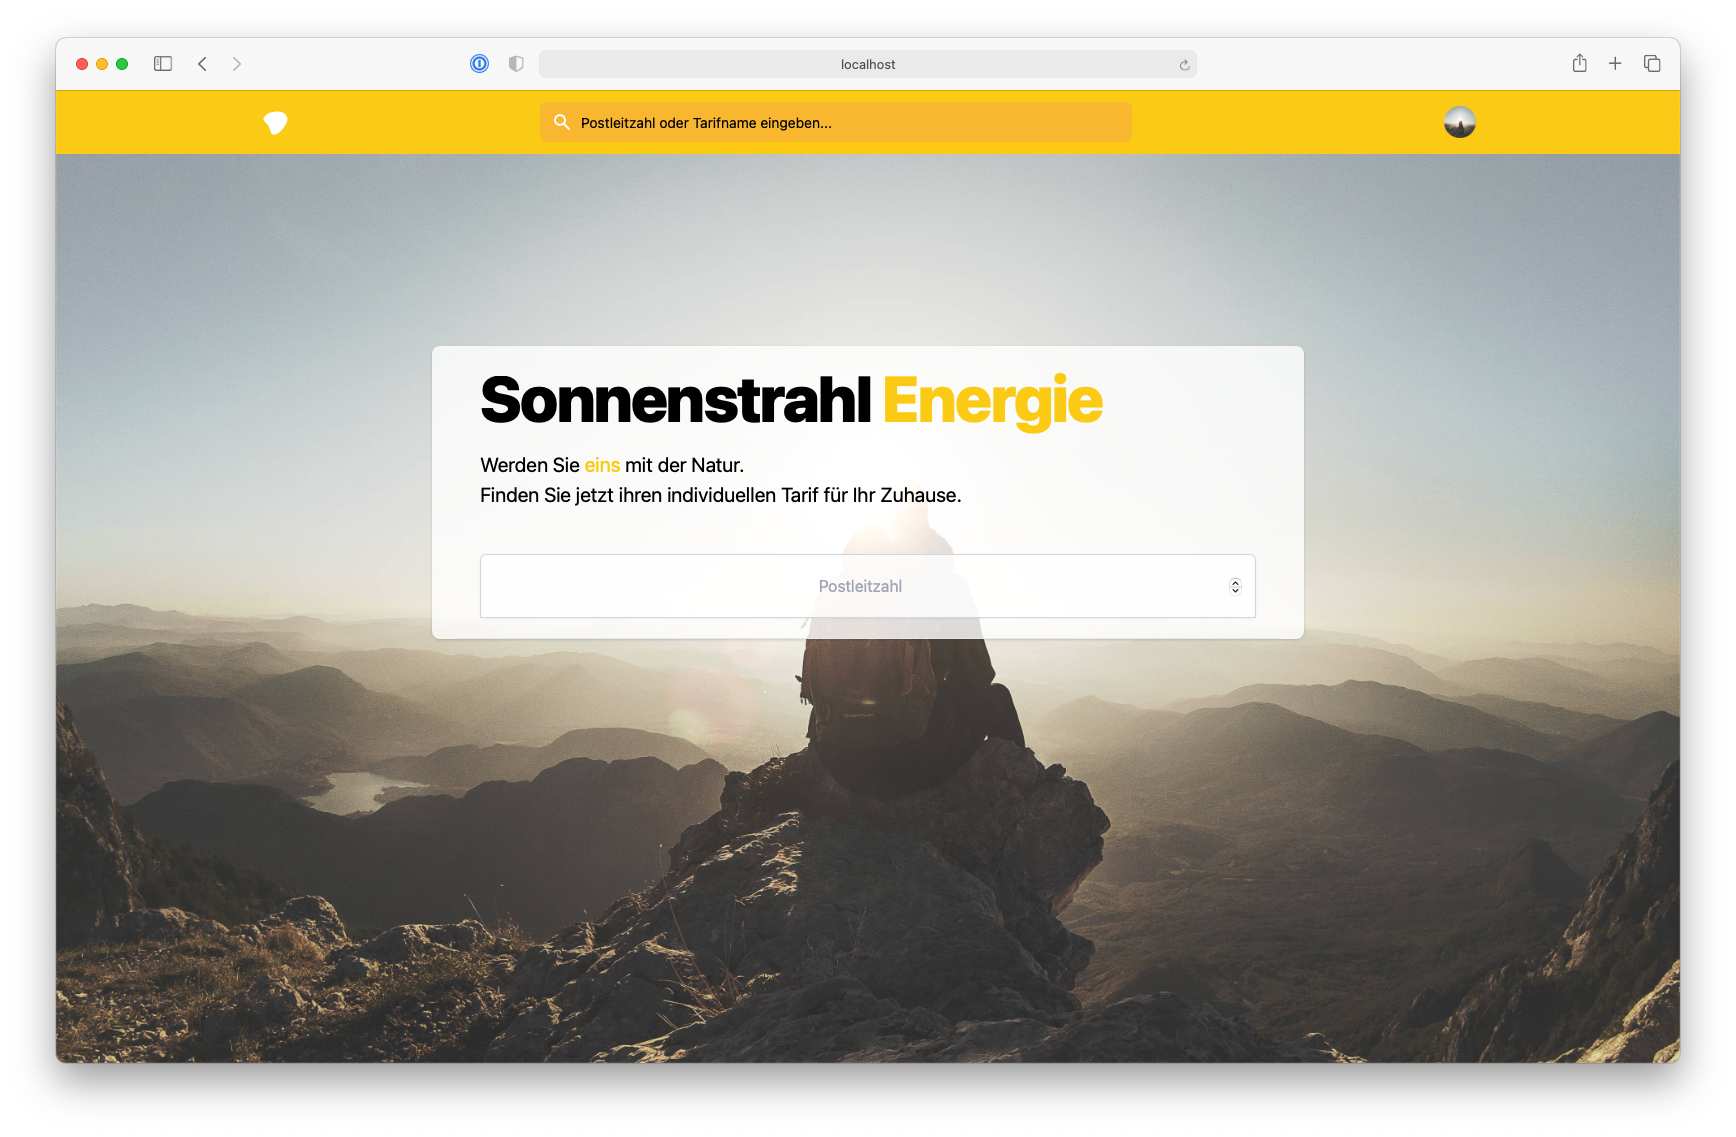 localhost
Postleitzahl oder Tarifname eingeben...
Sonnenstrahl Energie
Werden Sie eins mit der Natur.
Finden Sie jetzt ihren individuellen Tarif für Ihr Zuhause.
Postleitzahl